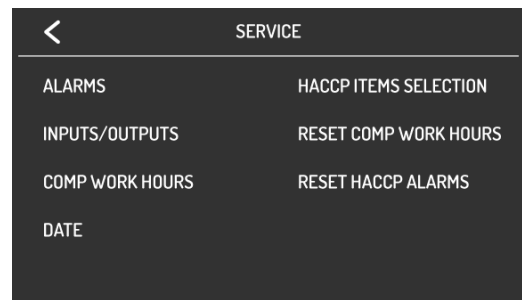 SERVICE
ALARMS
INPUTS/OUTPUTS
COMP WORK HOURS
DATE
HACCP ITEMS SELECTION
RESET COMP WORK HOURS
RESET HACCP ALARMS